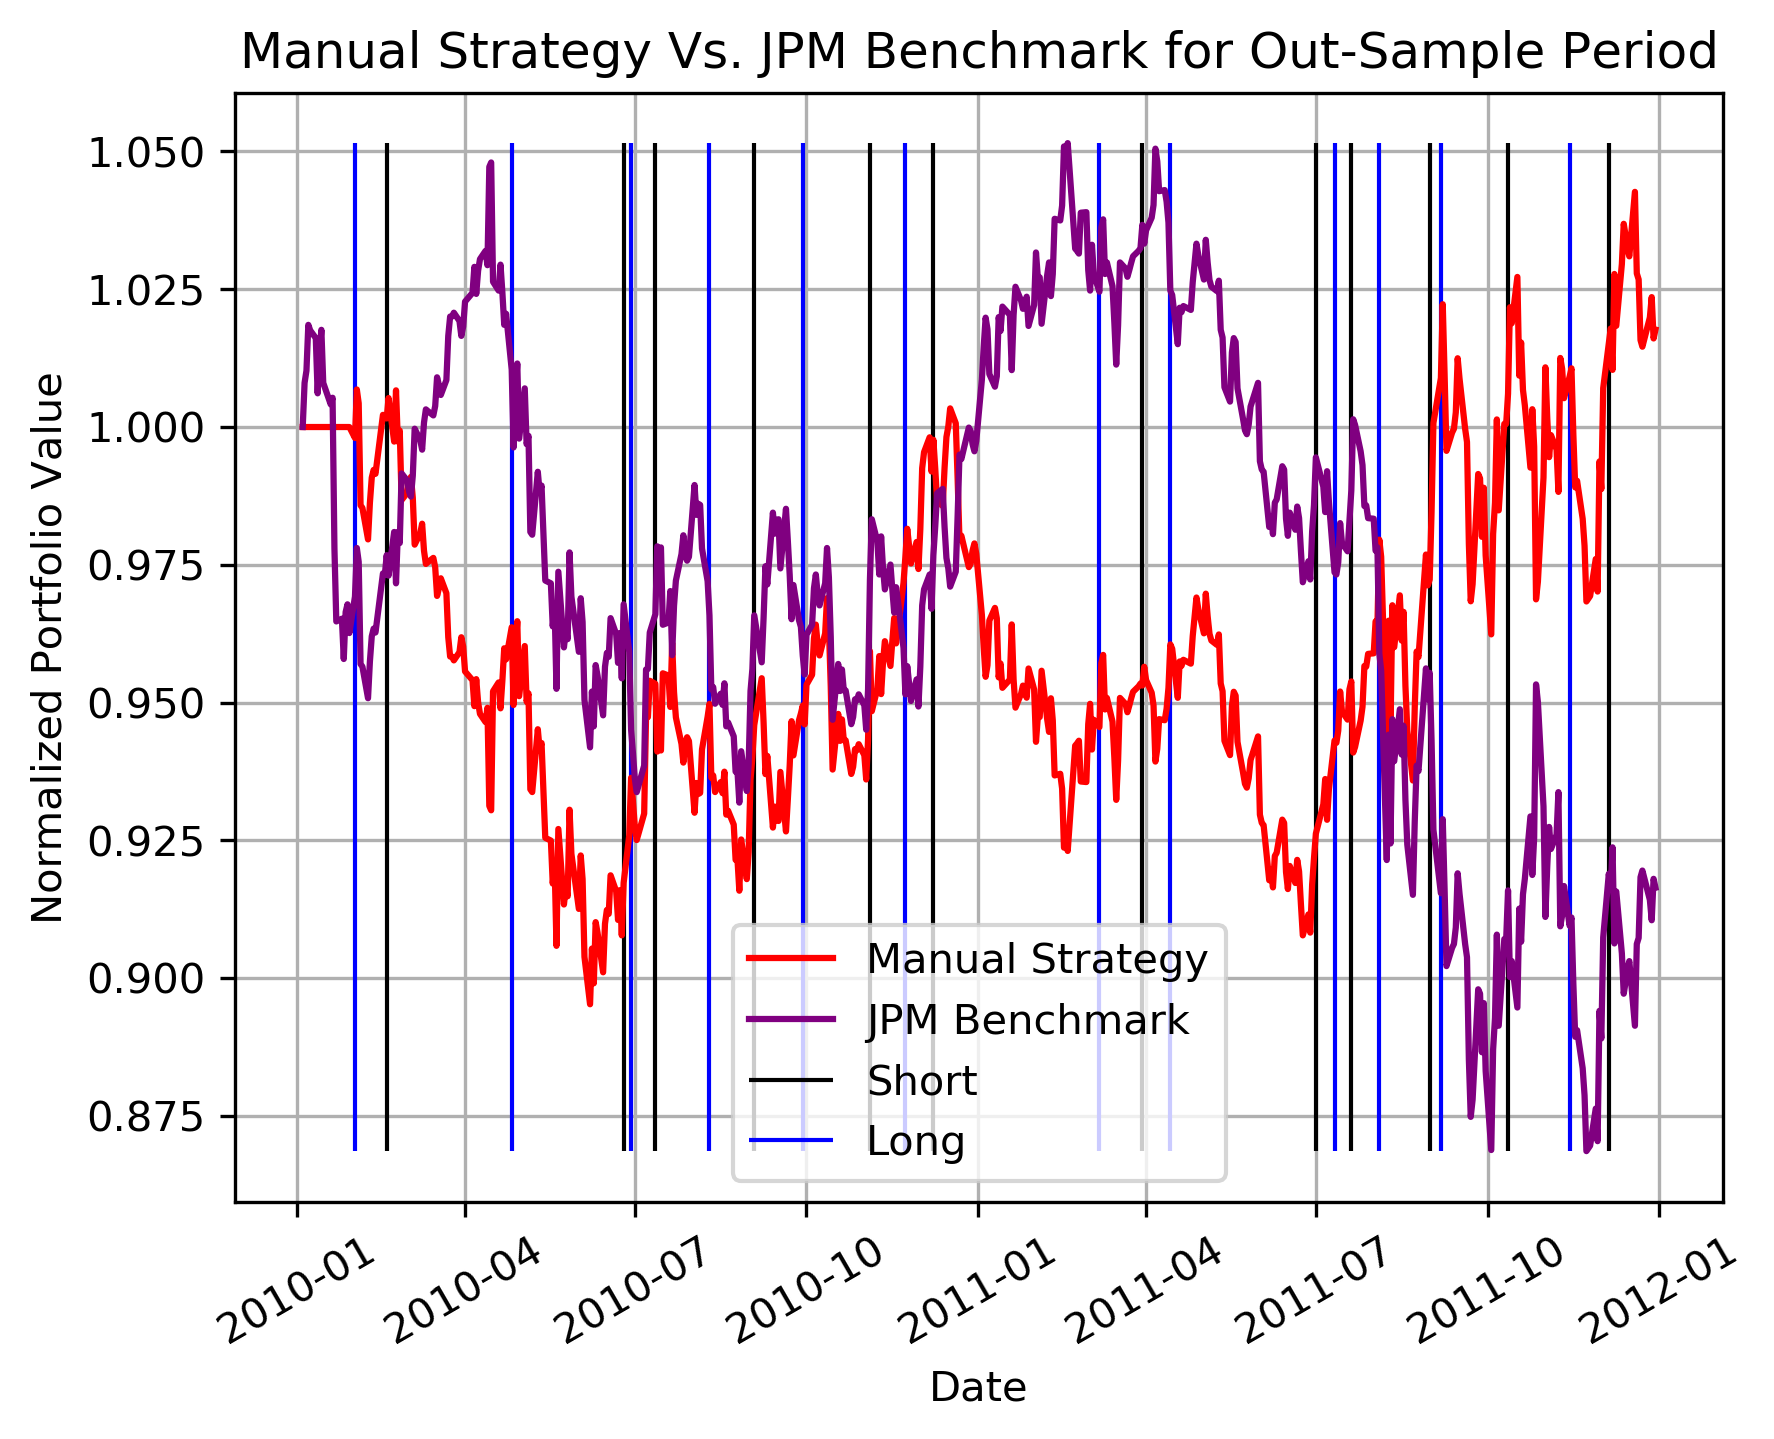 Manual Strategy Vs. JPM Benchmark for Out-Sample Period
Normalized Portfolio Value
1.050
1.025
1.000
0.975
0.950
0.925
0.900
0.875
Manual Strategy
JPM Benchmark
Short
Long
2010-01
2010-04
2010-07
2010-10
2011-01
2011-04
2011-07
2011-10
2012-01
Date